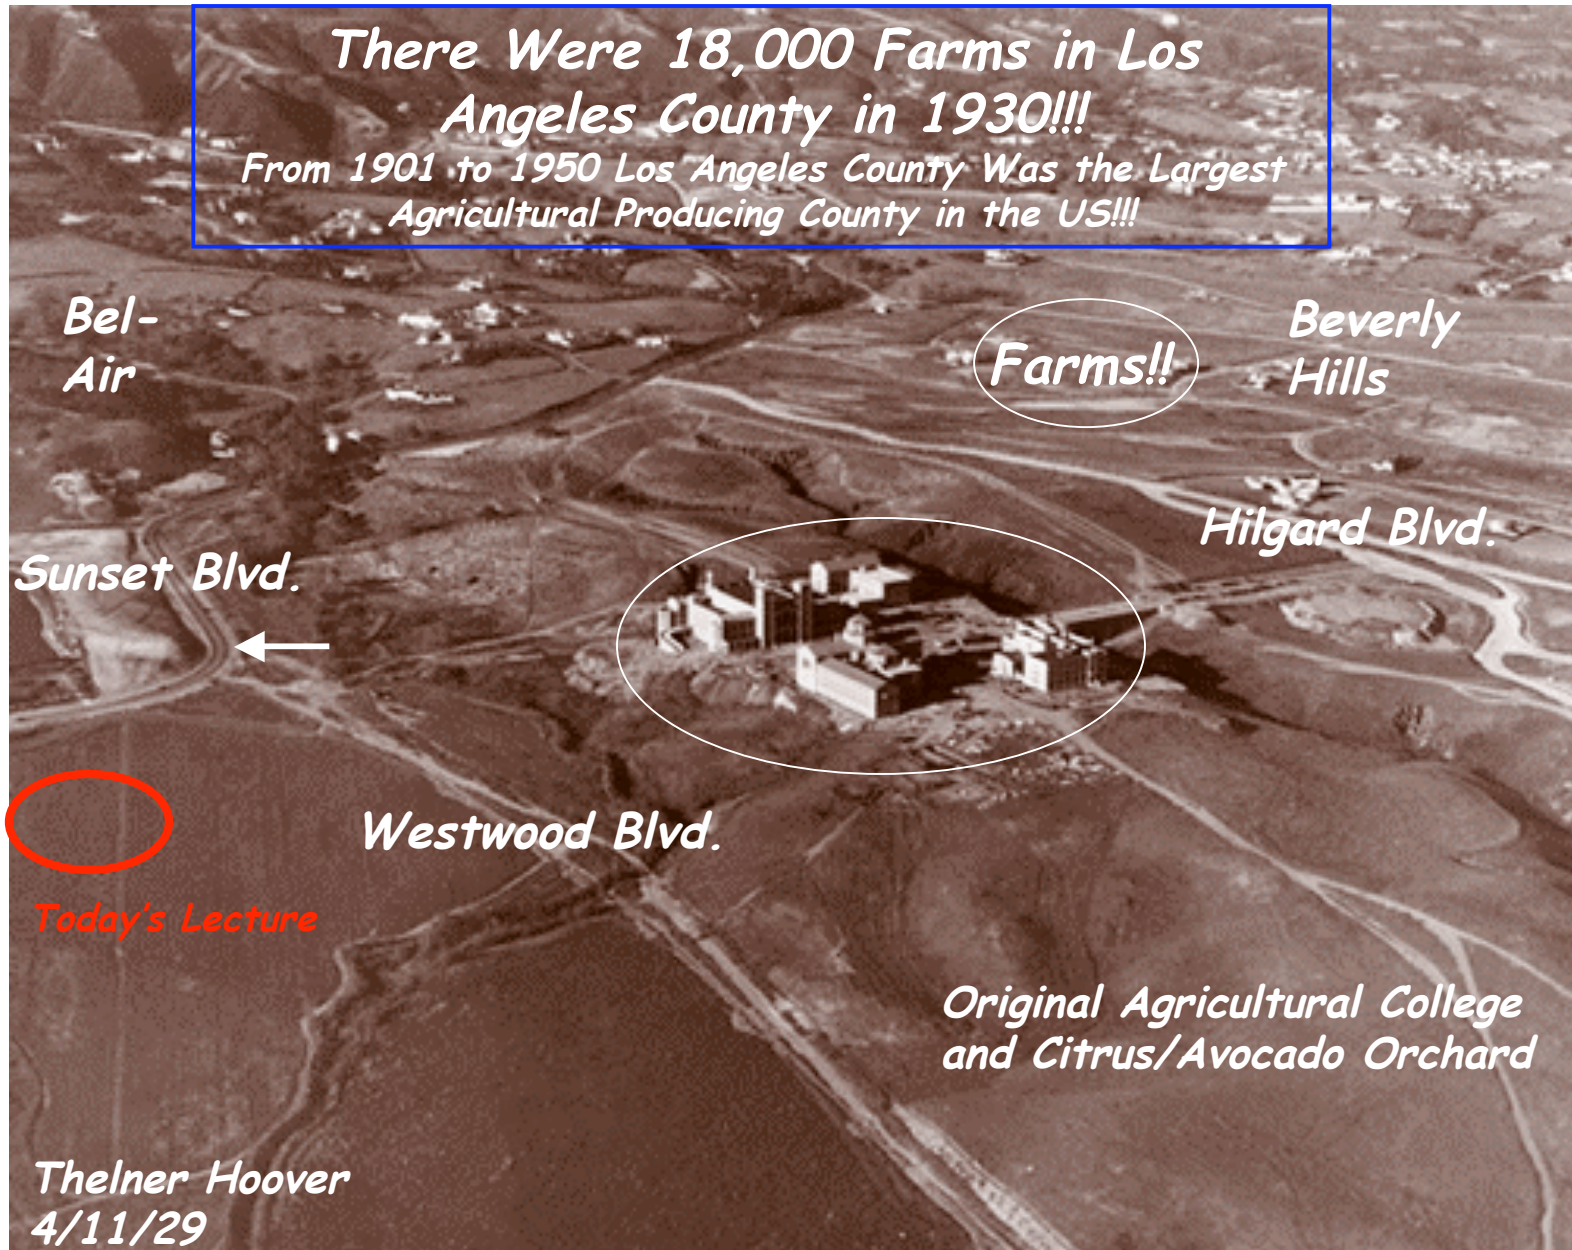 There Were 18,000 Farms in Los
Angeles County in 1930!!!
From 1901 to 1950 Los Angeles County Was the Largest
Agricultural Producing County in the US!!!
Bel-
Air
Farms!!
Beverly
Hills
Hilgard Blvd.
Sunset Blvd.
Westwood Blvd.
Today's Lecture
Original Agricultural College
and Citrus/Avocado Orchard
Thelner Hoover
4/11/29